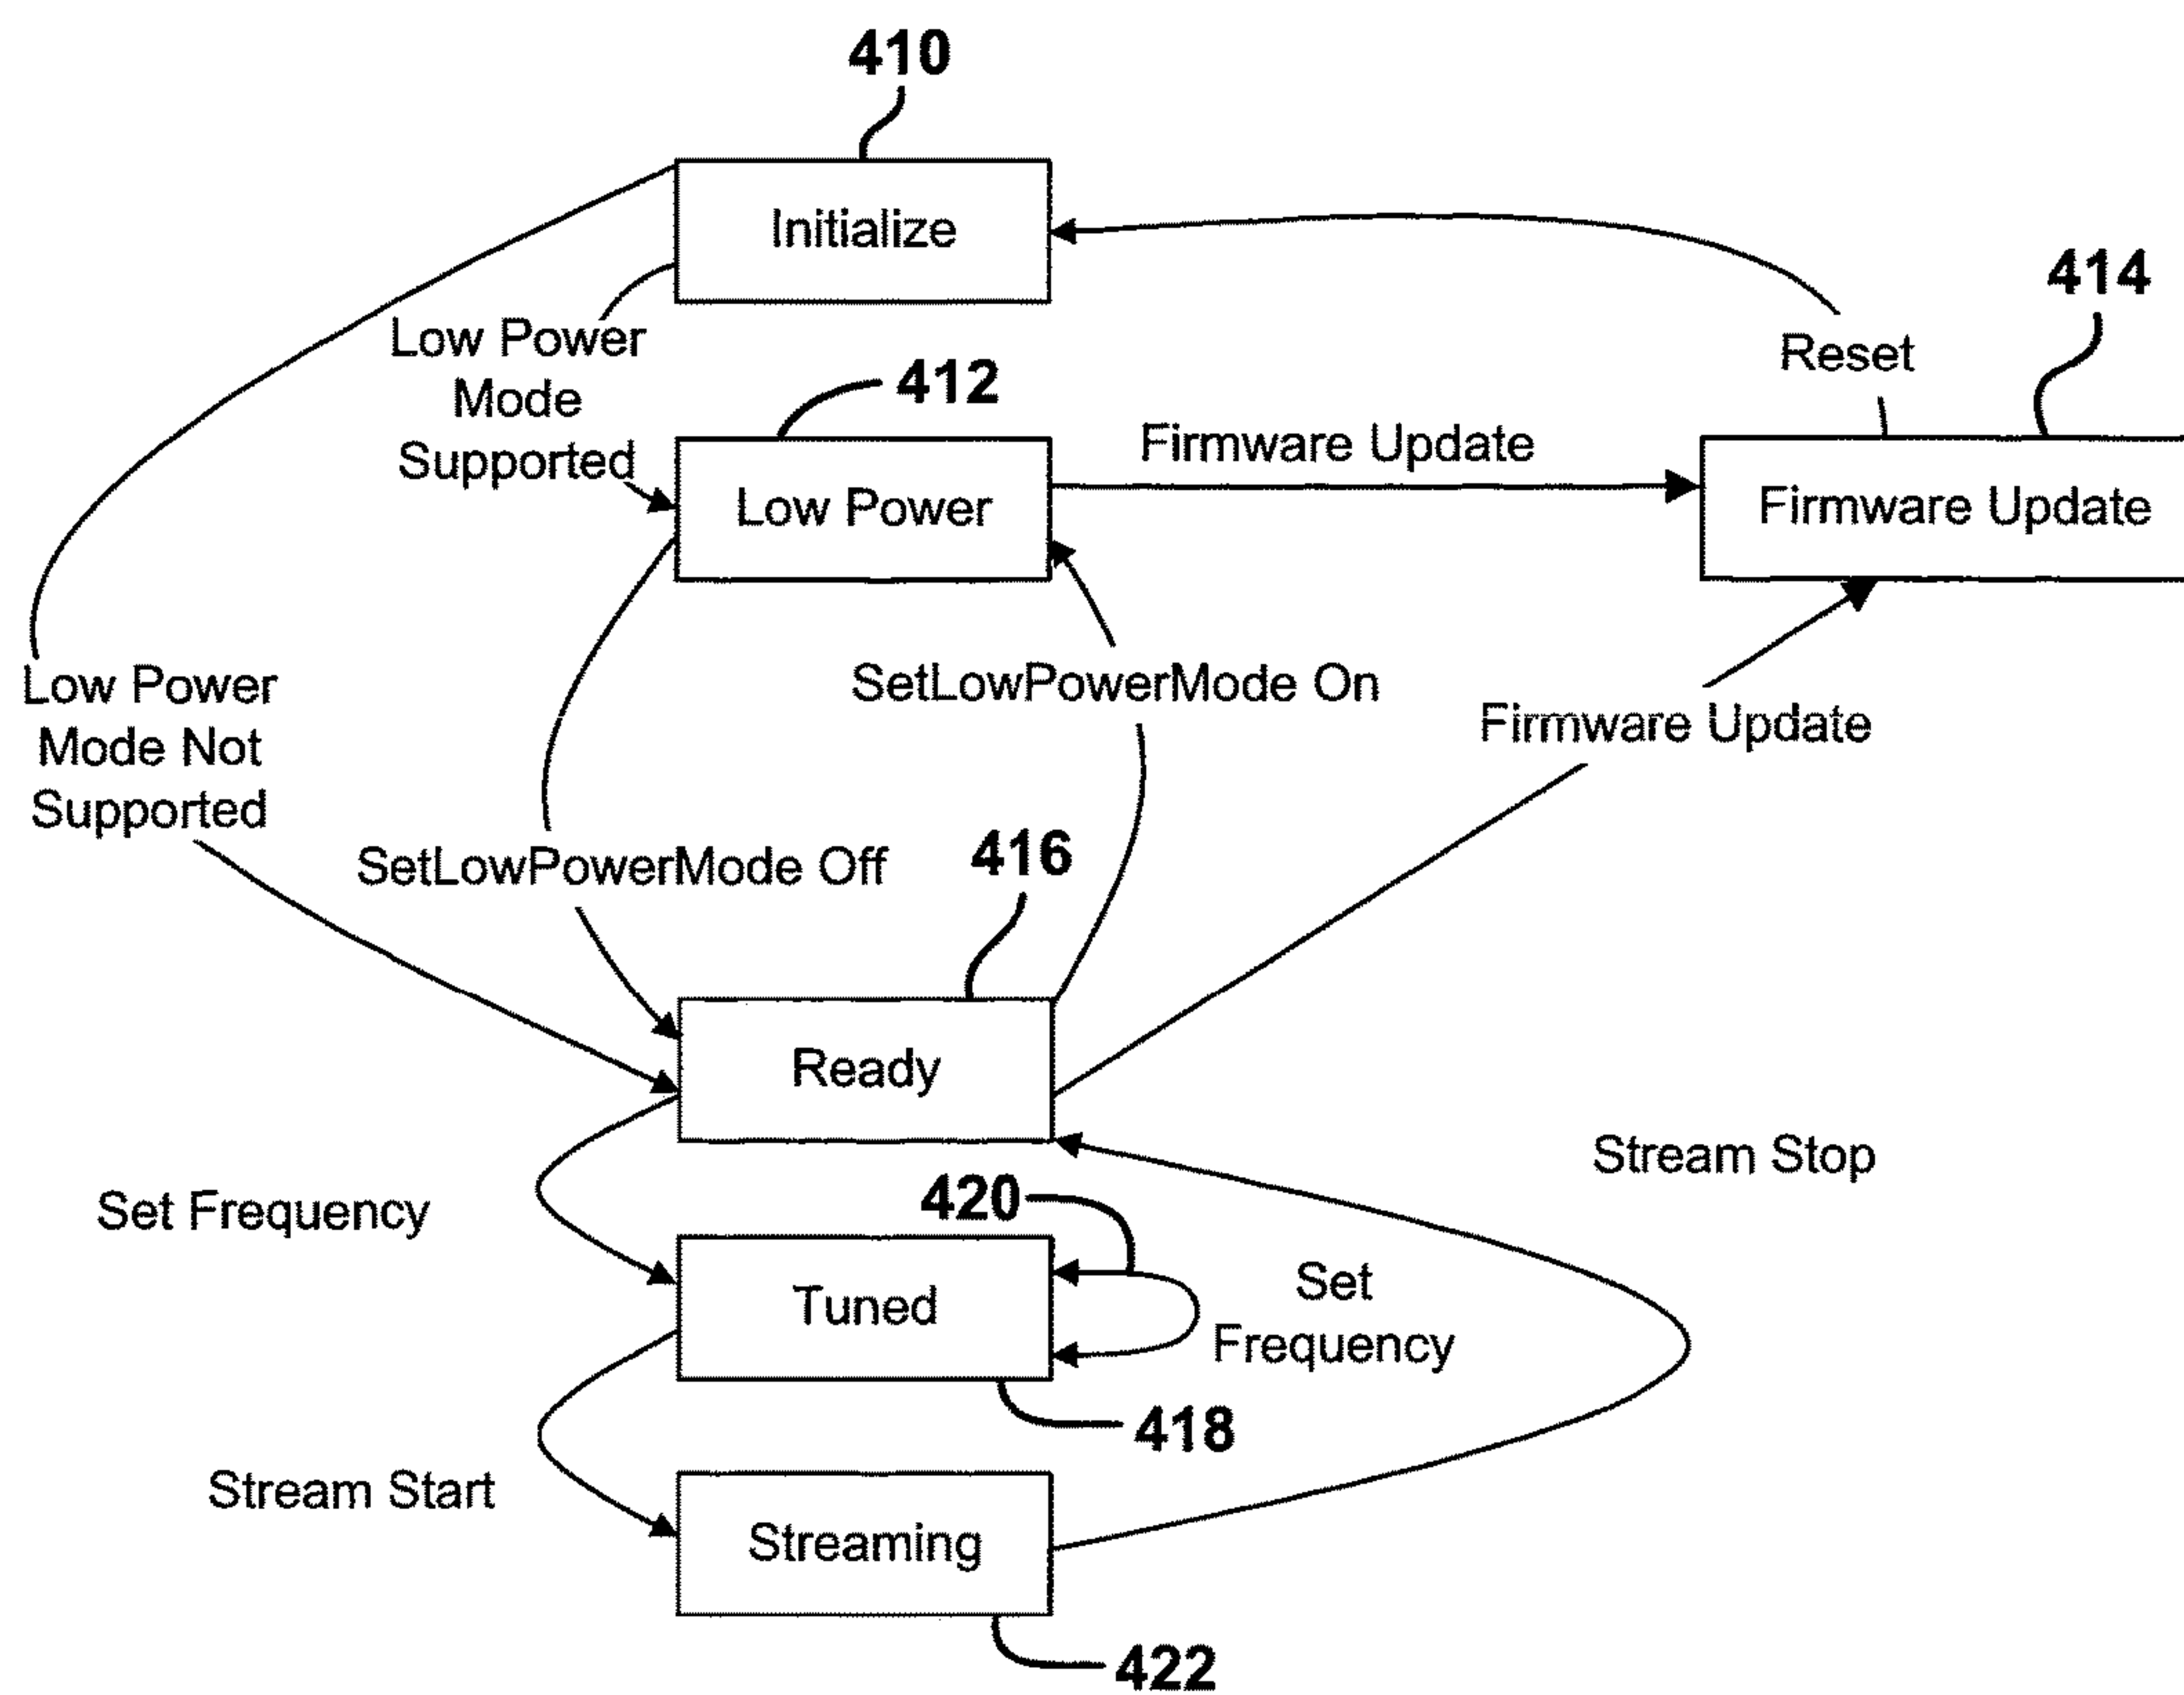 410
Initialize
414
Reset
Low Power
Mode
Supported
412
Low Power
Firmware Update
Firmware Update
Low Power
Mode Not
Supported
SetLowPowerMode On
Firmware Update
SetLowPowerMode Off
416
Ready
Stream Stop
Set Frequency
420
Tuned
Set
Frequency
418
Stream Start
Streaming
422